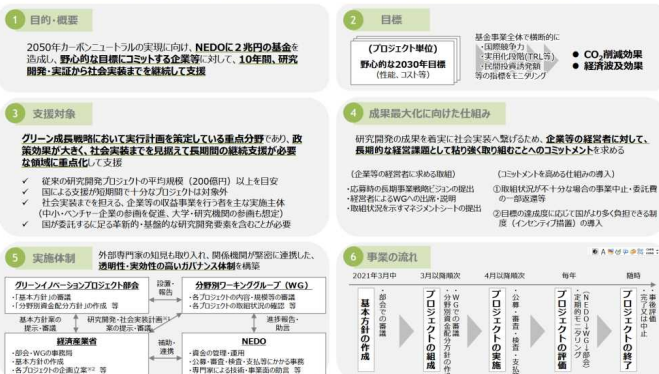 1 目的・概要
2050年カーボンニュートラルの実現に向け、NEDOに2兆円の基金を
造成し、野心的な目標にコミットする企業等に対して、10年間、研究
開発・実証から社会実装までを継続して支援
2 目標
(プロジェクト単位)
野心的な2030年目標
(性能、コスト等)
基金事業全体で横断的に
・国際競争力
・実用化段階(TRL等)
・民間投資誘発額
等の指標をモニタリング
● CO2削減効果
● 経済波及効果
3 支援対象
グリーン成長戦略において実行計画を策定している重点分野であり、政
策効果が大きく、社会実装までを見据えて長期間の継続支援が必要
な領域に重点化して支援
✓ 従来の研究開発プロジェクトの平均規模(200億円)以上を目安
✓ 国による支援が短期間で十分なプロジェクトは対象外
✓ 社会実装までを担える、企業等の収益事業を行う者を主な実施主体
(中小・ベンチャー企業の参画を促進、大学・研究機関の参画も想定)
✓ 国が委託するに足る革新的・基盤的な研究開発要素を含むことが必要
4 成果最大化に向けた仕組み
研究開発の成果を着実に社会実装へ繋げるため、企業等の経営者に対して、
長期的な経営課題として粘り強く取り組むことへのコミットメントを求める
(企業等の経営者に求める取組)
・応募時の長期事業戦略ビジョンの提出
・経営者によるWGへの出席・説明
・取組状況を示すマネジメントシートの提出
(コミットメントを高める仕組みの導入)
①取組状況が不十分な場合の事業中止・委託費
の一部返還等
②目標の達成度に応じて国がより多く負担できる制
度(インセンティブ措置)の導入
5 実施体制
外部専門家の知見も取り入れ、関係機関が緊密に連携した、
透明性・実効性の高いガバナンス体制を構築
グリーンイノベーションプロジェクト部会
・「基本方針」の審議
・「分野別資金配分方針」の作成 等
設置・
報告
分野別ワーキンググループ(WG)
・各プロジェクトの内容・規模等の審議
・各プロジェクトの取組状況の確認 等
基本方針案の
提示・審議
研究開発・社会実装計画※1
案の提示・審議
進捗報告・
助言
経済産業省
・部会・WGの事務局
・基本方針の作成
・各プロジェクトの企画立案※2 等
補助・
連携
NEDO
・資金の管理・運用
・公募・審査・検査・支払等にかかる事務
・専門家による技術・事業面の助言 等
6 事業の流れ
2021年3月中
3月以降順次
4月以降順次
毎年
随時
基本方針の作成
・部会での審議
プロジェクトの組成
・WGでの審議
・分野別資金配分方針の作
プロジェクトの実施
・公募・審査・検査・支払
プロジェクトの評価
・定期的モニタリング
(NEDO→WG→部会)
プロジェクトの終了
・完了又は中止
・事後評価